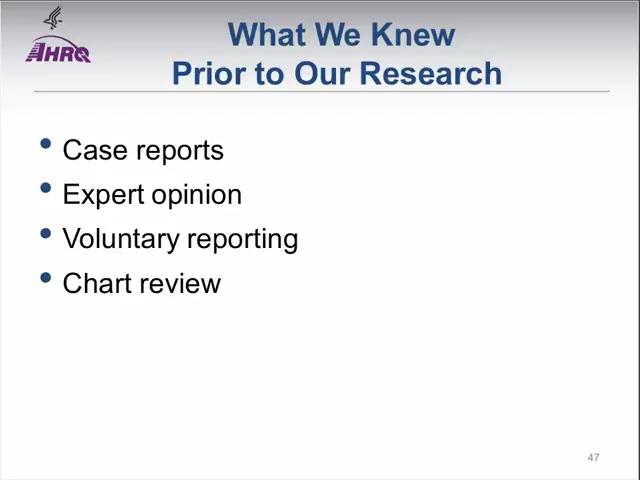 AHRQ
What We Knew
Prior to Our Research
• Case reports
• Expert opinion
• Voluntary reporting
• Chart review
47